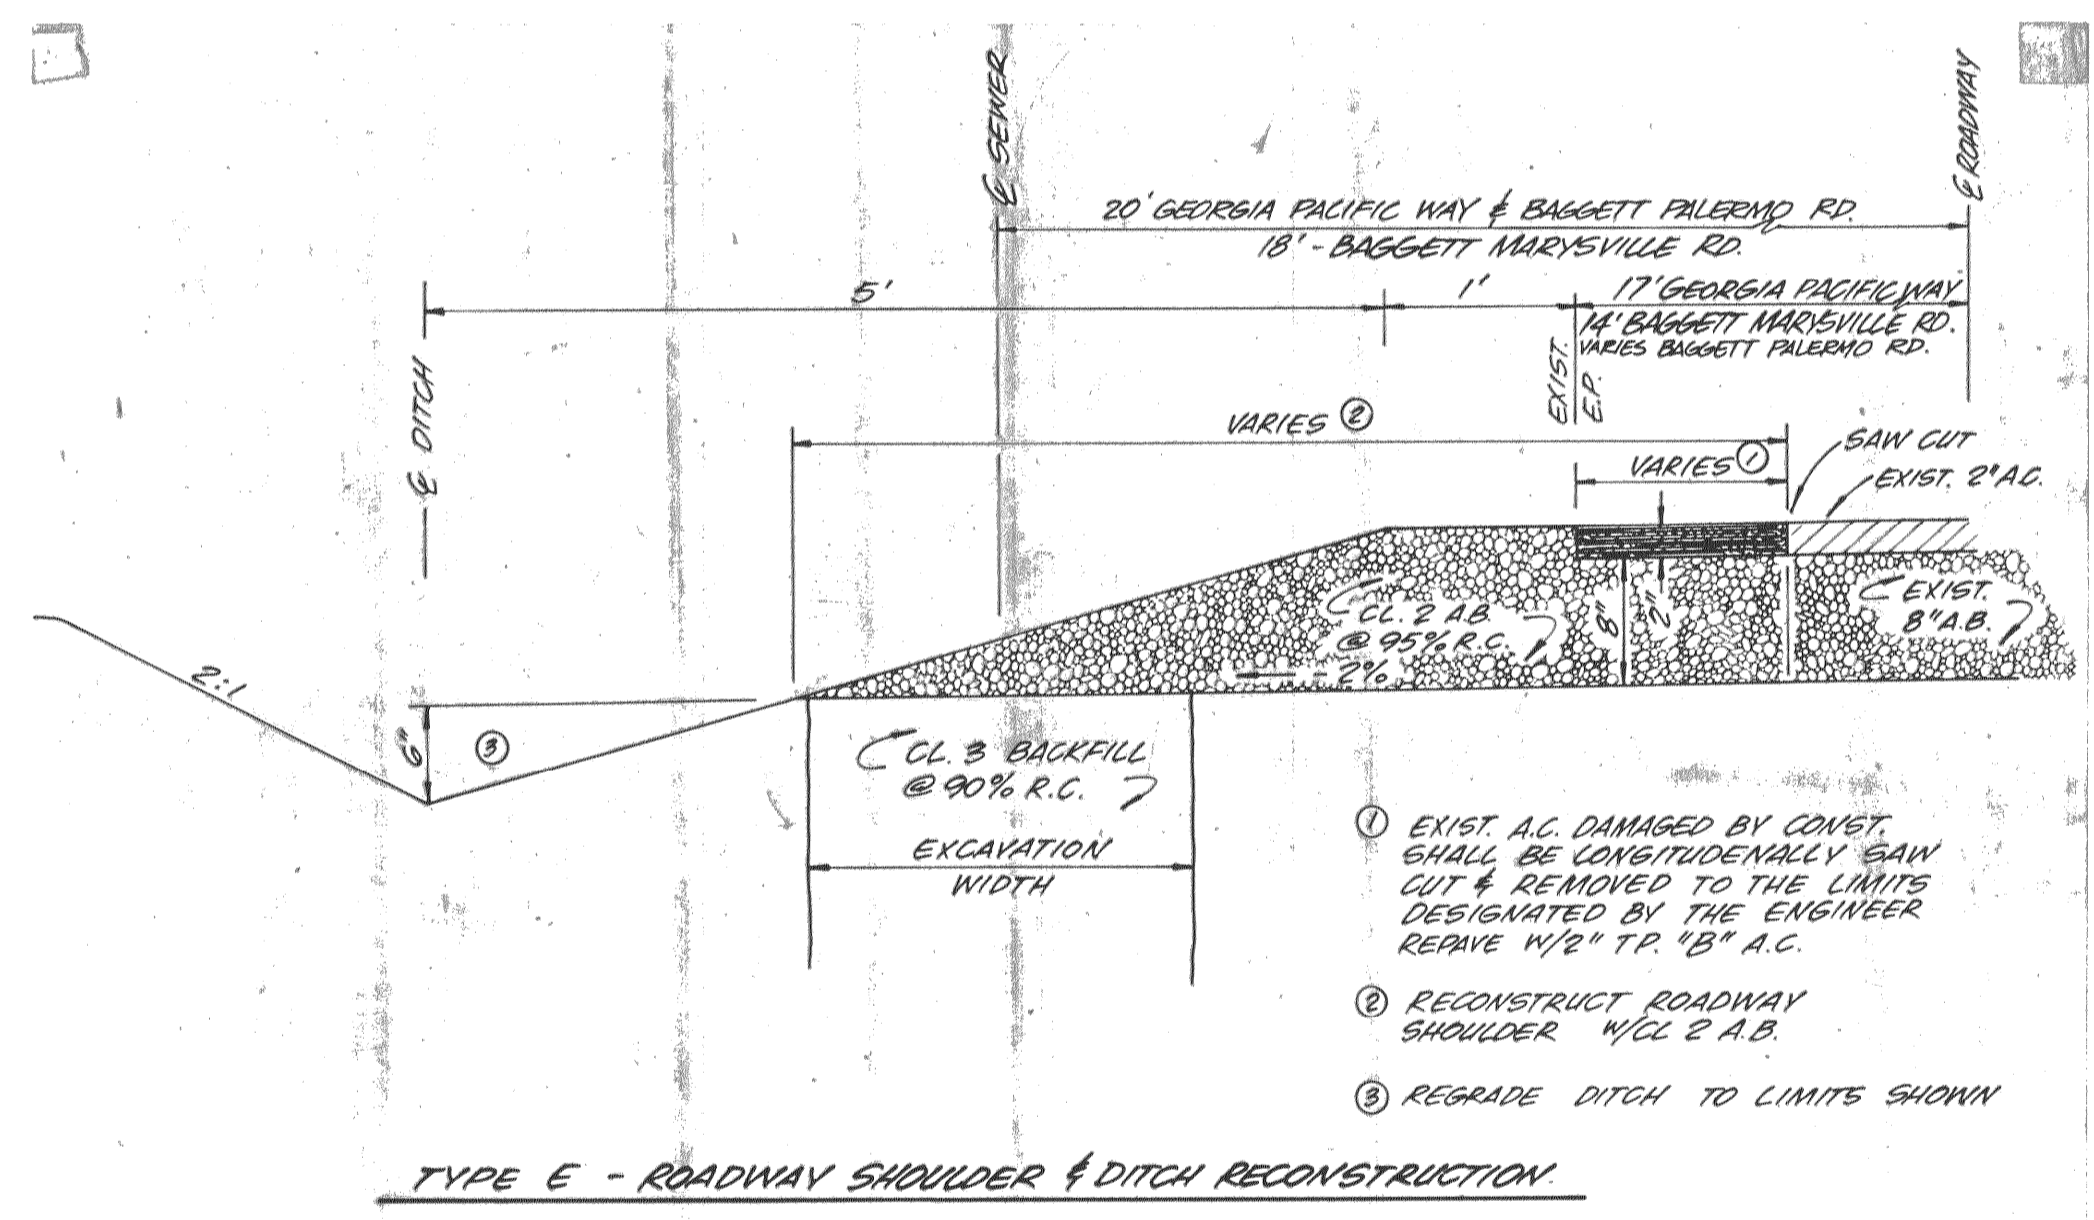 ℄ SEWER
℄ ROADWAY
20' GEORGIA PACIFIC WAY & BAGGETT PALERMO RD.
18' - BAGGETT MARYSVILLE RD.
5'
1'
17' GEORGIA PACIFIC WAY
14' BAGGETT MARYSVILLE RD.
VARIES BAGGETT PALERMO RD.
℄ DITCH
EXIST.
E.P.
VARIES ②
VARIES ①
SAW CUT
EXIST. 2" A.C.
2:1
6"
③
CL. 2 A.B.
@ 95% R.C.
2%
8"
2"
EXIST.
8" A.B.
CL. 3 BACKFILL
@ 90% R.C.
EXCAVATION
WIDTH
① EXIST. A.C. DAMAGED BY CONST.
SHALL BE LONGITUDENALLY SAW
CUT & REMOVED TO THE LIMITS
DESIGNATED BY THE ENGINEER
REPAVE W/2" TP. "B" A.C.
② RECONSTRUCT ROADWAY
SHOULDER W/CL 2 A.B.
③ REGRADE DITCH TO LIMITS SHOWN
TYPE E - ROADWAY SHOULDER & DITCH RECONSTRUCTION.